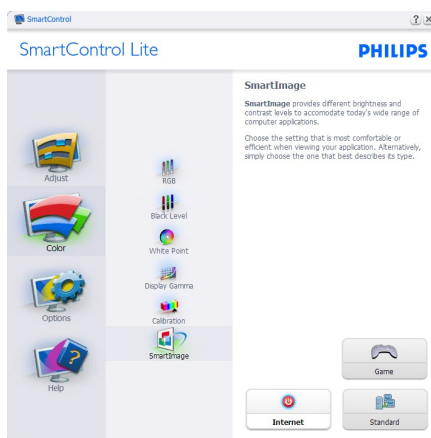 SmartControl
SmartControl Lite
PHILIPS
Adjust
Color
Options
Help
RGB
Black Level
White Point
Display Gamma
Calibration
SmartImage
SmartImage
SmartImage provides different brightness and
contrast levels to accomodate today's wide range of
computer applications.
Choose the setting that is most comfortable or
efficient when viewing your application. Alternatively,
simply choose the one that best describes its type.
Game
Internet
Standard